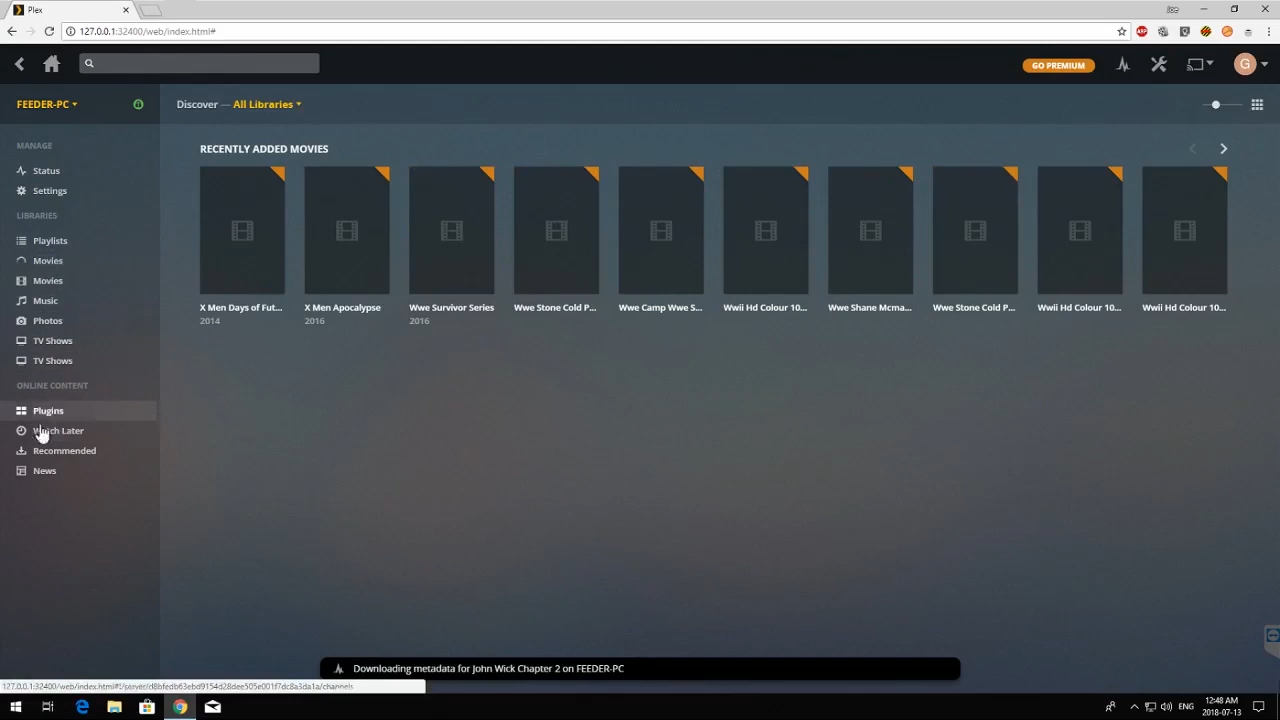 Plex
127.0.0.1:32400/web/index.html#
GO PREMIUM
G
FEEDER-PC
Discover — All Libraries
MANAGE
Status
Settings
LIBRARIES
Playlists
Movies
Movies
Music
Photos
TV Shows
TV Shows
ONLINE CONTENT
Plugins
Watch Later
Recommended
News
RECENTLY ADDED MOVIES
X Men Days of Fut...
2014
X Men Apocalypse
2016
Wwe Survivor Series
2016
Wwe Stone Cold P...
Wwe Camp Wwe S...
Wwii Hd Colour 10...
Wwe Shane Mcma...
Wwe Stone Cold P...
Wwii Hd Colour 10...
Wwii Hd Colour 10...
Downloading metadata for John Wick Chapter 2 on FEEDER-PC
ENG
12:48 AM
2018-07-13